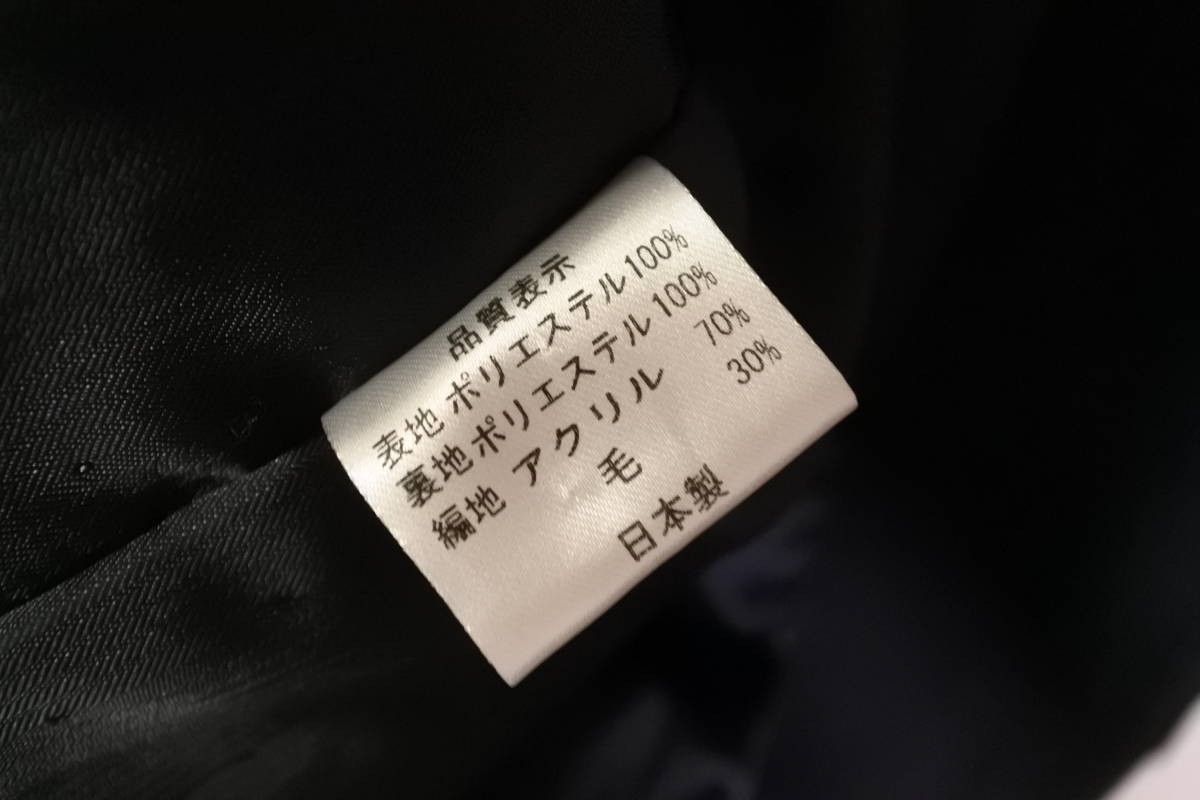 品質表示
表地 ポリエステル100%
裏地 ポリエステル100%
編地 アクリル 70%
毛 30%
日本製